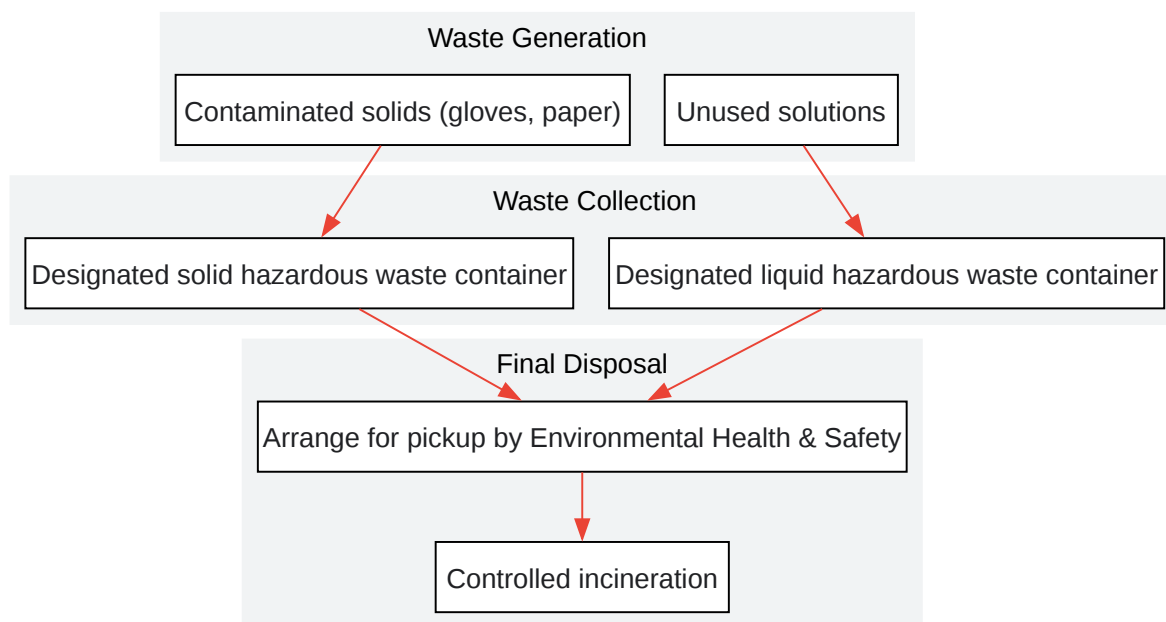 Waste Generation
Contaminated solids (gloves, paper)
Unused solutions
Waste Collection
Designated solid hazardous waste container
Designated liquid hazardous waste container
Final Disposal
Arrange for pickup by Environmental Health & Safety
Controlled incineration